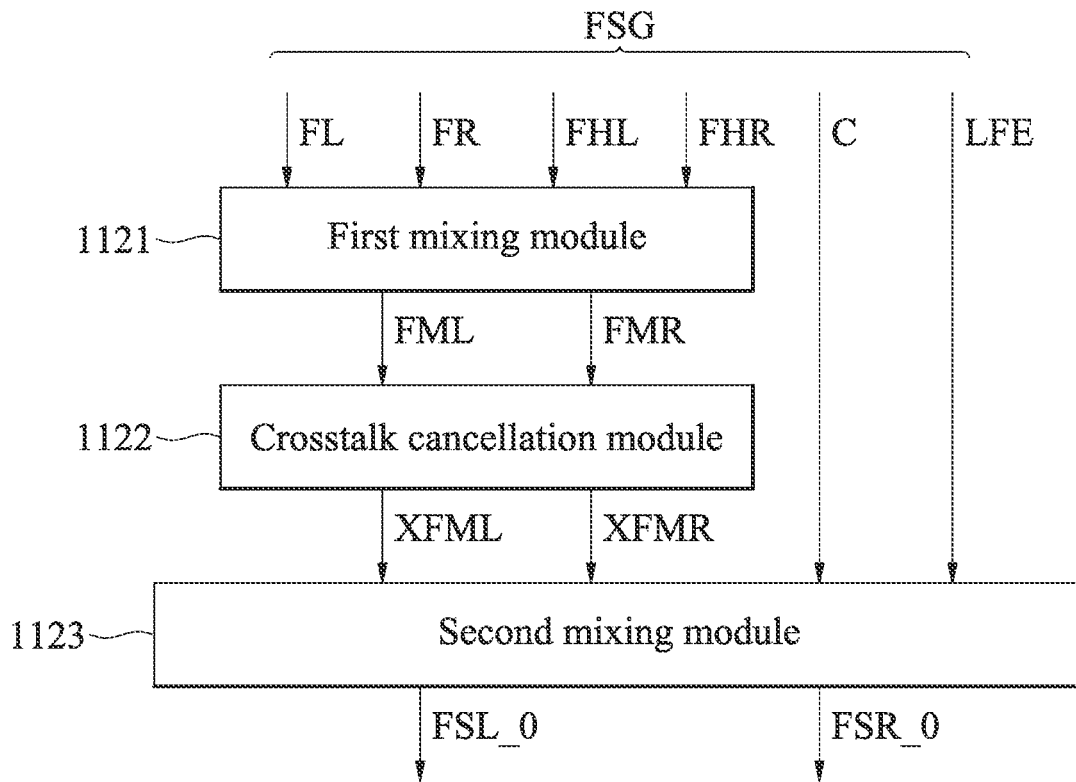 FSG
FL FR FHL FHR C LFE
1121 First mixing module
FML FMR
1122 Crosstalk cancellation module
XFML XFMR
1123 Second mixing module
FSL_0 FSR_0